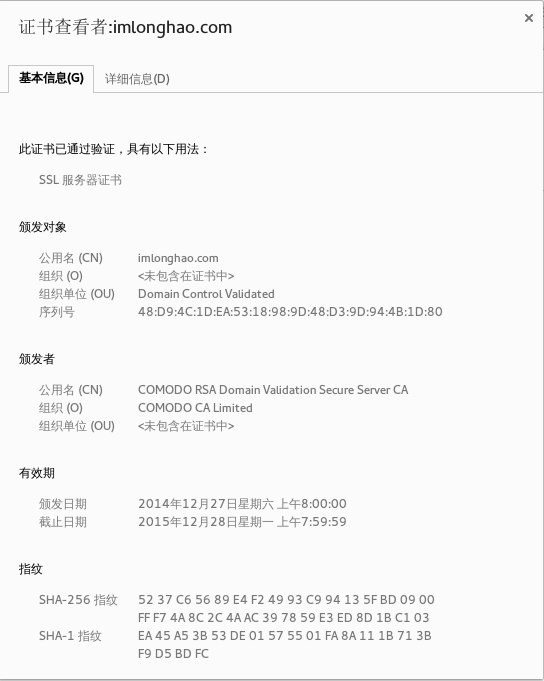 证书查看者:imlonghao.com
×
基本信息(G) 详细信息(D)
此证书已通过验证，具有以下用法：
SSL 服务器证书
颁发对象
公用名 (CN) imlonghao.com
组织 (O) <未包含在证书中>
组织单位 (OU) Domain Control Validated
序列号 48:D9:4C:1D:EA:53:18:98:9D:48:D3:9D:94:4B:1D:80
颁发者
公用名 (CN) COMODO RSA Domain Validation Secure Server CA
组织 (O) COMODO CA Limited
组织单位 (OU) <未包含在证书中>
有效期
颁发日期 2014年12月27日星期六 上午8:00:00
截止日期 2015年12月28日星期一 上午7:59:59
指纹
SHA-256 指纹 52 37 C6 56 89 E4 F2 49 93 C9 94 13 5F BD 09 00
FF F7 4A 8C 2C 4A AC 39 78 59 E3 ED 8D 1B C1 03
SHA-1 指纹 EA 45 A5 3B 53 DE 01 57 55 01 FA 8A 11 1B 71 3B
F9 D5 BD FC